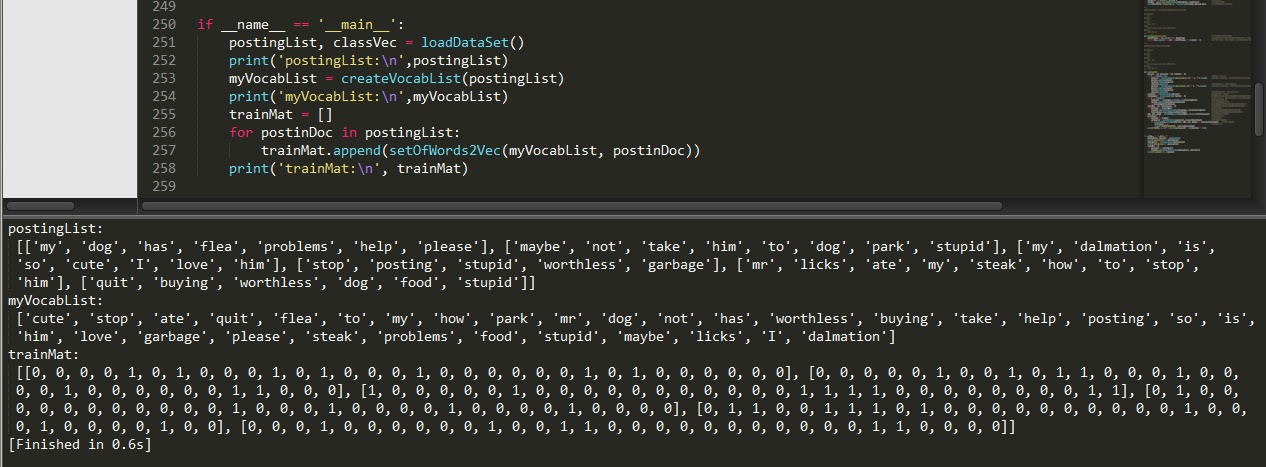 249
250 if __name__ == '__main__':
251 postingList, classVec = loadDataSet()
252 print('postingList:\n',postingList)
253 myVocabList = createVocabList(postingList)
254 print('myVocabList:\n',myVocabList)
255 trainMat = []
256 for postinDoc in postingList:
257 trainMat.append(setOfWords2Vec(myVocabList, postinDoc))
258 print('trainMat:\n', trainMat)
259
postingList:
[['my', 'dog', 'has', 'flea', 'problems', 'help', 'please'], ['maybe', 'not', 'take', 'him', 'to', 'dog', 'park', 'stupid'], ['my', 'dalmation', 'is',
'so', 'cute', 'I', 'love', 'him'], ['stop', 'posting', 'stupid', 'worthless', 'garbage'], ['mr', 'licks', 'ate', 'my', 'steak', 'how', 'to', 'stop',
'him'], ['quit', 'buying', 'worthless', 'dog', 'food', 'stupid']]
myVocabList:
['cute', 'stop', 'ate', 'quit', 'flea', 'to', 'my', 'how', 'park', 'mr', 'dog', 'not', 'has', 'worthless', 'buying', 'take', 'help', 'posting', 'so', 'is',
'him', 'love', 'garbage', 'please', 'steak', 'problems', 'food', 'stupid', 'maybe', 'licks', 'I', 'dalmation']
trainMat:
[[0, 0, 0, 0, 1, 0, 1, 0, 0, 0, 1, 0, 1, 0, 0, 0, 1, 0, 0, 0, 0, 0, 0, 1, 0, 1, 0, 0, 0, 0, 0, 0], [0, 0, 0, 0, 0, 1, 0, 0, 1, 0, 1, 1, 0, 0, 0, 1, 0, 0,
0, 0, 1, 0, 0, 0, 0, 0, 0, 1, 1, 0, 0, 0], [1, 0, 0, 0, 0, 0, 1, 0, 0, 0, 0, 0, 0, 0, 0, 0, 0, 0, 1, 1, 1, 1, 0, 0, 0, 0, 0, 0, 0, 0, 1, 1], [0, 1, 0, 0,
0, 0, 0, 0, 0, 0, 0, 0, 0, 1, 0, 0, 0, 1, 0, 0, 0, 0, 1, 0, 0, 0, 0, 1, 0, 0, 0, 0], [0, 1, 1, 0, 0, 1, 1, 1, 0, 1, 0, 0, 0, 0, 0, 0, 0, 0, 0, 0, 1, 0, 0,
0, 1, 0, 0, 0, 0, 1, 0, 0], [0, 0, 0, 1, 0, 0, 0, 0, 0, 0, 1, 0, 0, 1, 1, 0, 0, 0, 0, 0, 0, 0, 0, 0, 0, 0, 1, 1, 0, 0, 0, 0]]
[Finished in 0.6s]